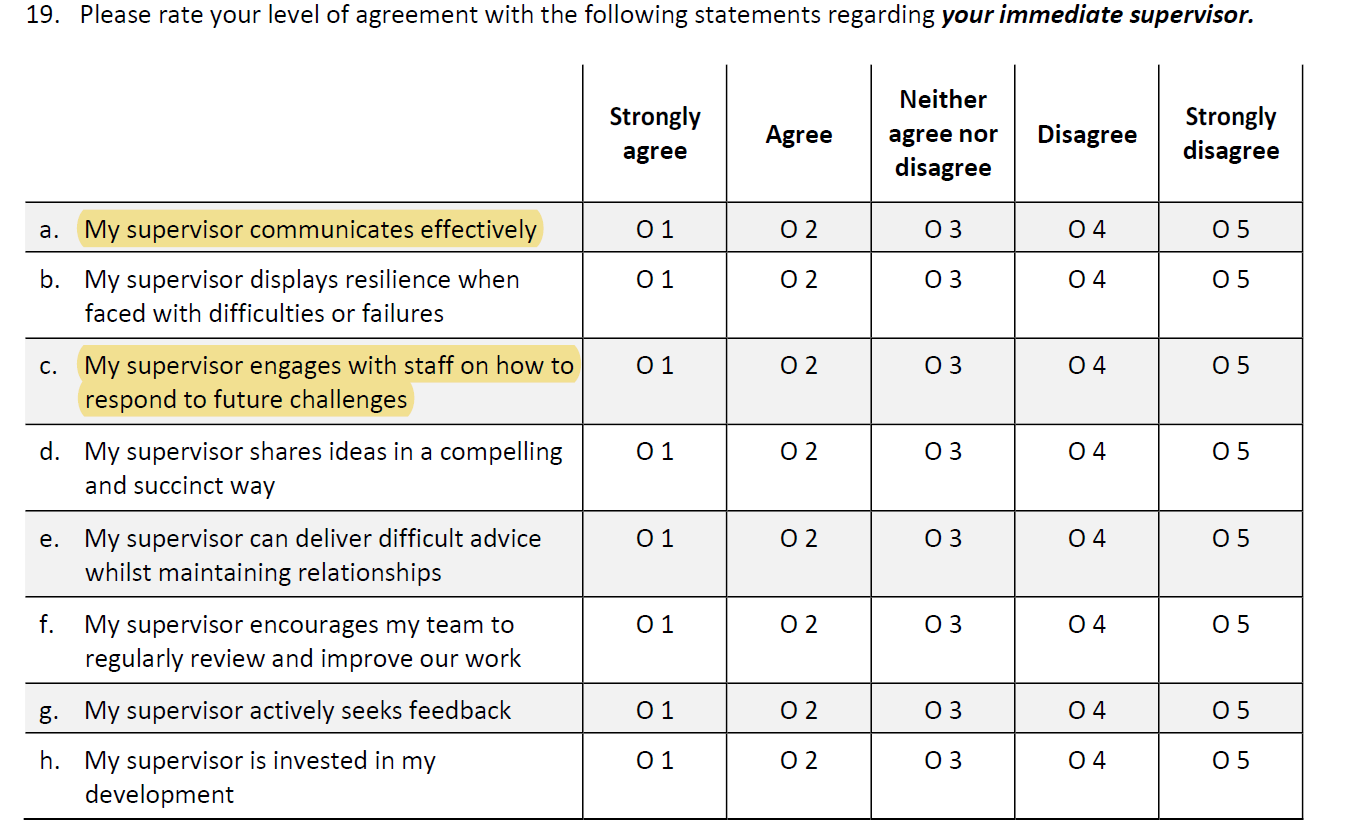 19. Please rate your level of agreement with the following statements regarding your immediate supervisor.
Strongly agree
Agree
Neither agree nor disagree
Disagree
Strongly disagree
a. My supervisor communicates effectively O 1 O 2 O 3 O 4 O 5
b. My supervisor displays resilience when O 1 O 2 O 3 O 4 O 5
faced with difficulties or failures
c. My supervisor engages with staff on how to O 1 O 2 O 3 O 4 O 5
respond to future challenges
d. My supervisor shares ideas in a compelling O 1 O 2 O 3 O 4 O 5
and succinct way
e. My supervisor can deliver difficult advice O 1 O 2 O 3 O 4 O 5
whilst maintaining relationships
f. My supervisor encourages my team to O 1 O 2 O 3 O 4 O 5
regularly review and improve our work
g. My supervisor actively seeks feedback O 1 O 2 O 3 O 4 O 5
h. My supervisor is invested in my O 1 O 2 O 3 O 4 O 5
development